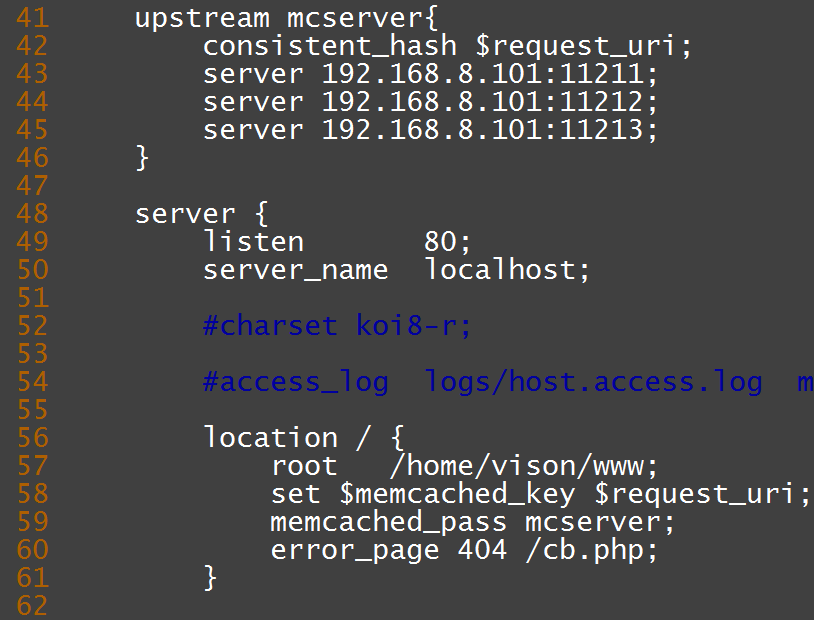 41 upstream mcserver{
42 consistent_hash $request_uri;
43 server 192.168.8.101:11211;
44 server 192.168.8.101:11212;
45 server 192.168.8.101:11213;
46 }
47
48 server {
49 listen 80;
50 server_name localhost;
51
52 #charset koi8-r;
53
54 #access_log logs/host.access.log m
55
56 location / {
57 root /home/vison/www;
58 set $memcached_key $request_uri;
59 memcached_pass mcserver;
60 error_page 404 /cb.php;
61 }
62